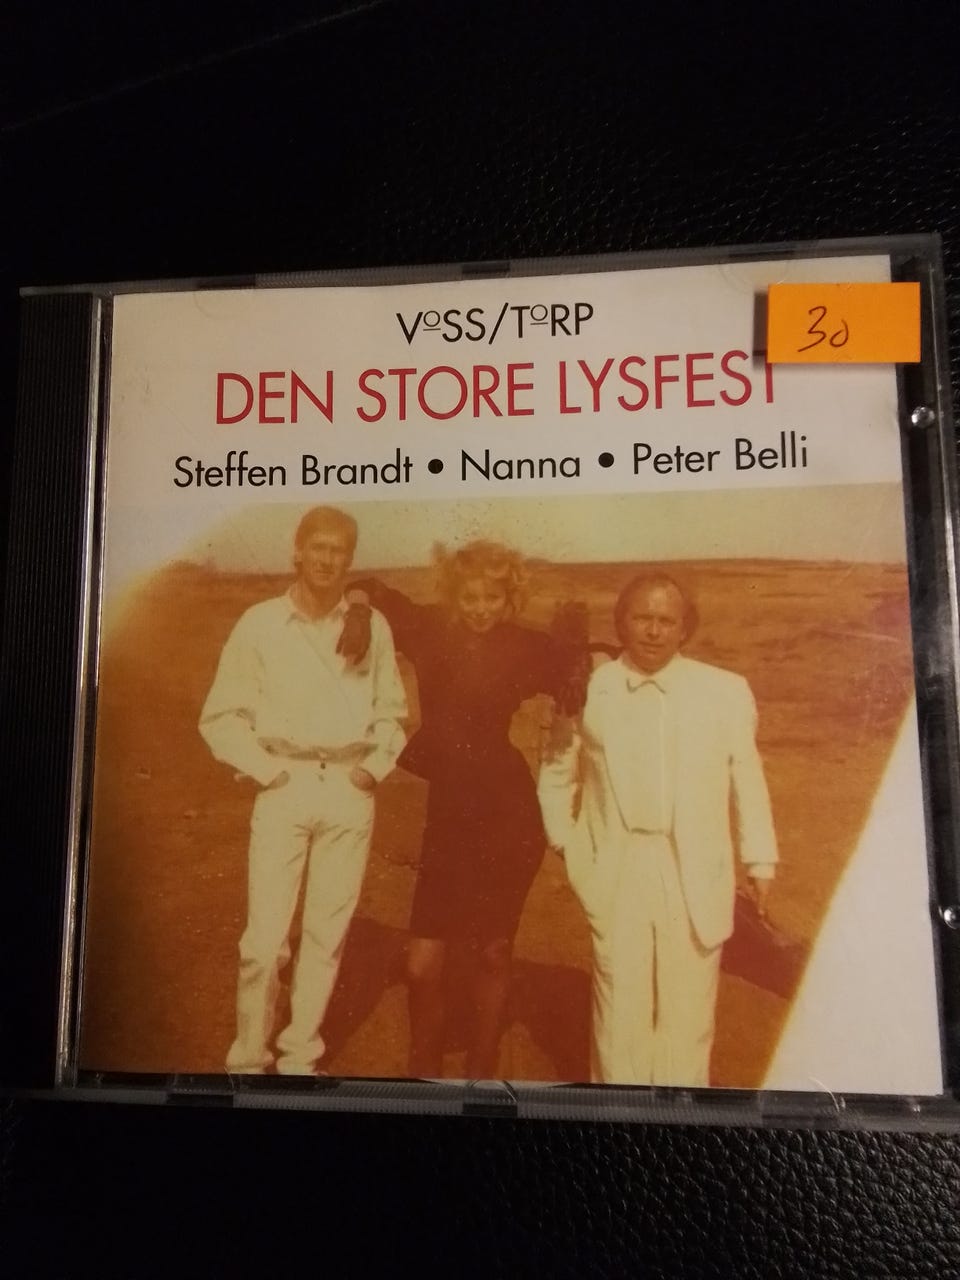 VoSS/ToRP
30
DEN STORE LYSFEST
Steffen Brandt • Nanna • Peter Belli